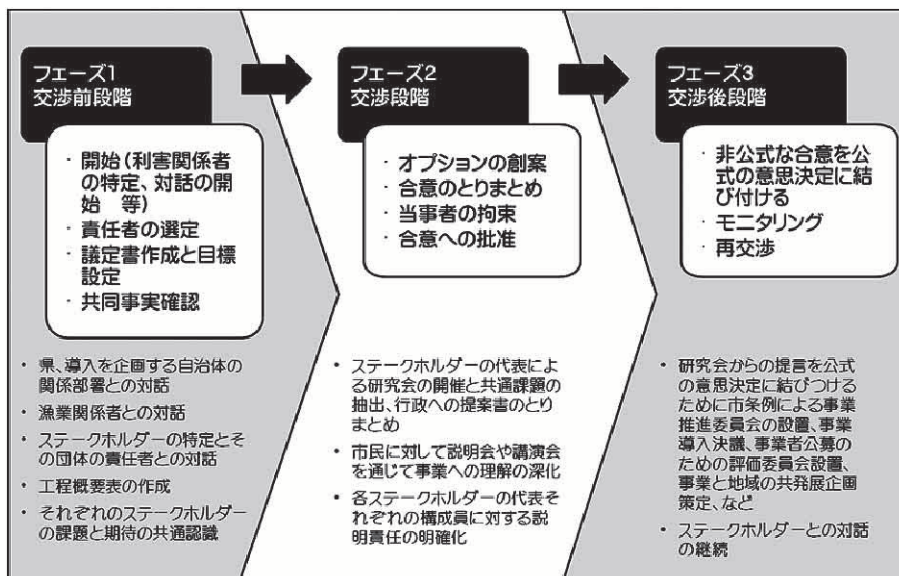 フェーズ1
交渉前段階
・ 開始（利害関係者
の特定、対話の開
始　等）
・ 責任者の選定
・ 議定書作成と目標
設定
・ 共同事実確認
・ 県、導入を企画する自治体の
関係部署との対話
・ 漁業関係者との対話
・ ステークホルダーの特定とそ
の団体の責任者との対話
・ 工程概要表の作成
・ それぞれのステークホルダー
の課題と期待の共通認識
フェーズ2
交渉段階
・ オプションの創案
・ 合意のとりまとめ
・ 当事者の拘束
・ 合意への批准
・ ステークホルダーの代表によ
る研究会の開催と共通課題の
抽出、行政への提案書のとり
まとめ
・ 市民に対して説明会や講演会
を通じて事業への理解の深化
・ 各ステークホルダーの代表そ
れぞれの構成員に対する説
明責任の明確化
フェーズ3
交渉後段階
・ 非公式な合意を公
式の意思決定に結
び付ける
・ モニタリング
・ 再交渉
・ 研究会からの提言を公式
の意思決定に結びつける
ために市条例による事業
推進委員会の設置、事業
導入決議、事業者公募の
ための評価委員会設置、
事業と地域の共発展企画
策定、など
・ ステークホルダーとの対話
の継続